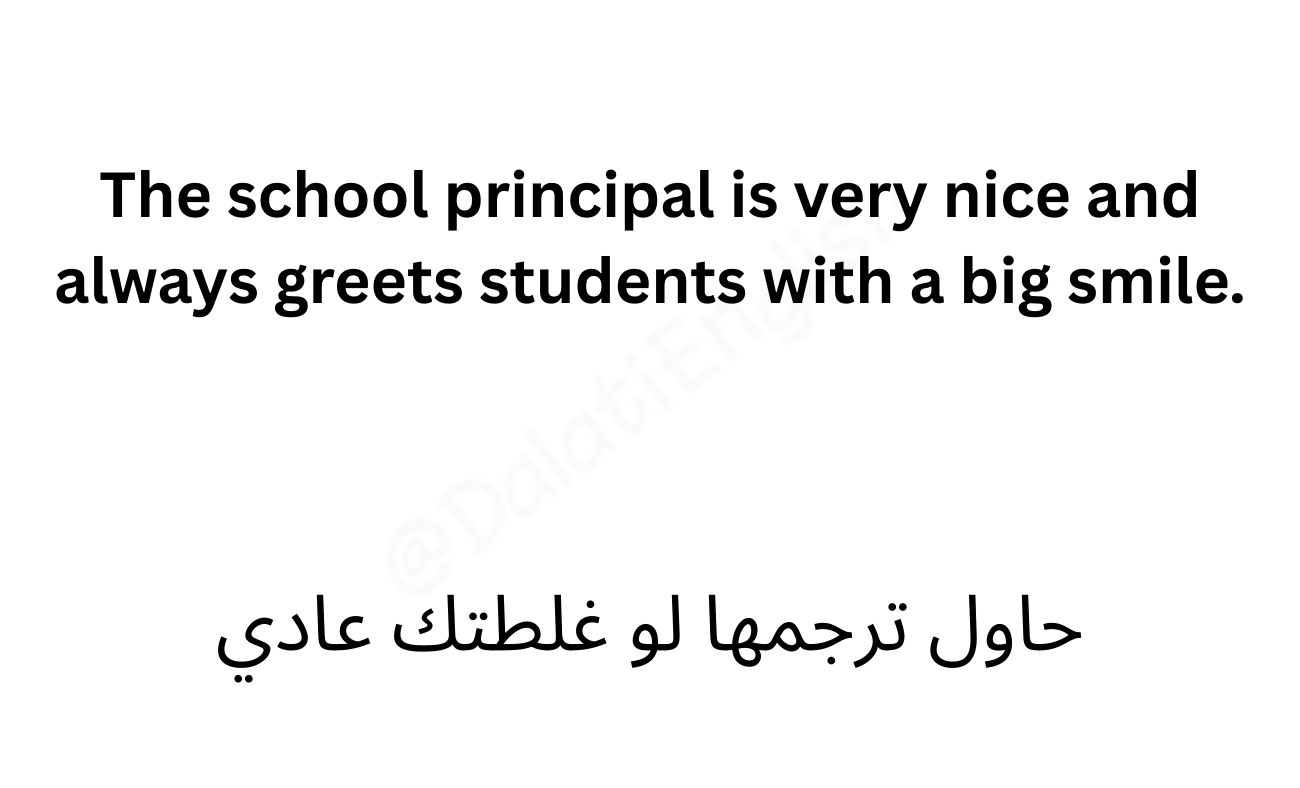 The school principal is very nice and
always greets students with a big smile.
@DalatiEnglish
حاول ترجمها لو غلطتك عادي